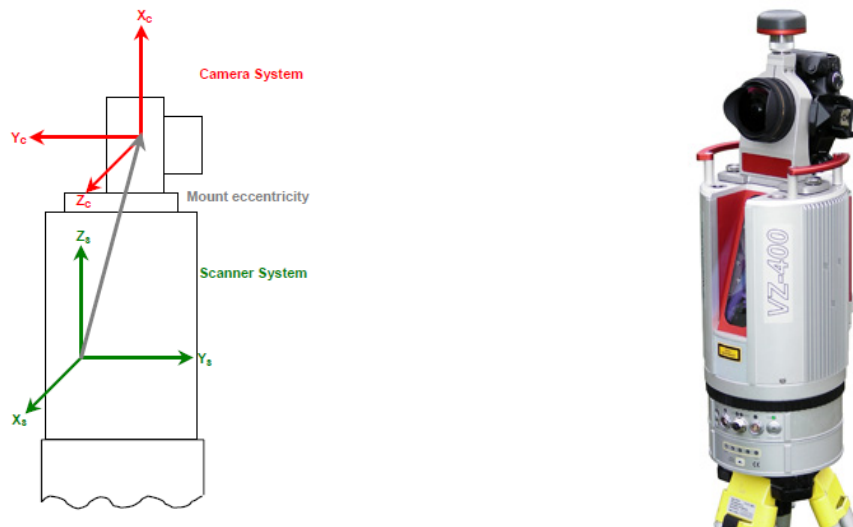 Xc
Camera System
Yc
Zc
Mount eccentricity
Zs
Scanner System
Ys
Xs
VZ-400